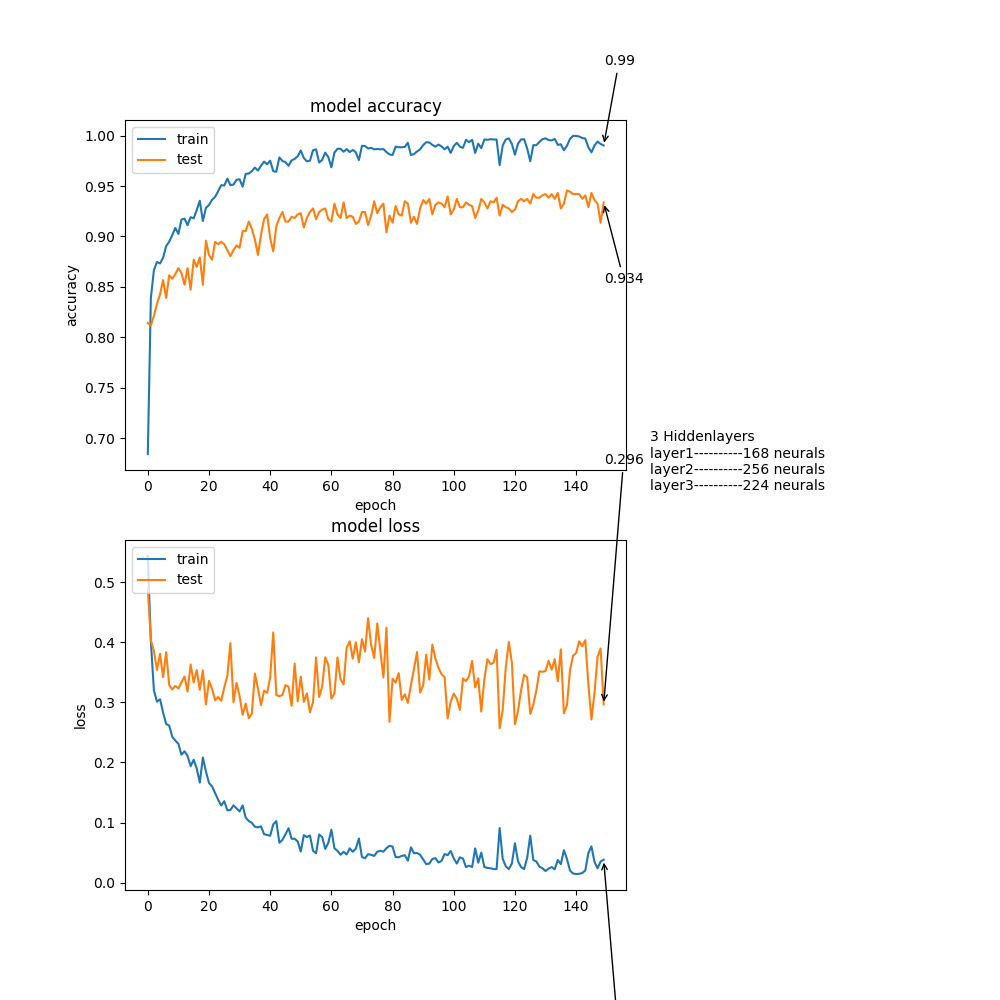 0.99
model accuracy
train
test
1.00
0.95
0.90
0.85
0.80
0.75
0.70
accuracy
0.934
0 20 40 60 80 100 120 140
epoch
0.296
3 Hiddenlayers
layer1----------168 neurals
layer2----------256 neurals
layer3----------224 neurals
model loss
train
test
0.5
0.4
0.3
0.2
0.1
0.0
loss
0 20 40 60 80 100 120 140
epoch